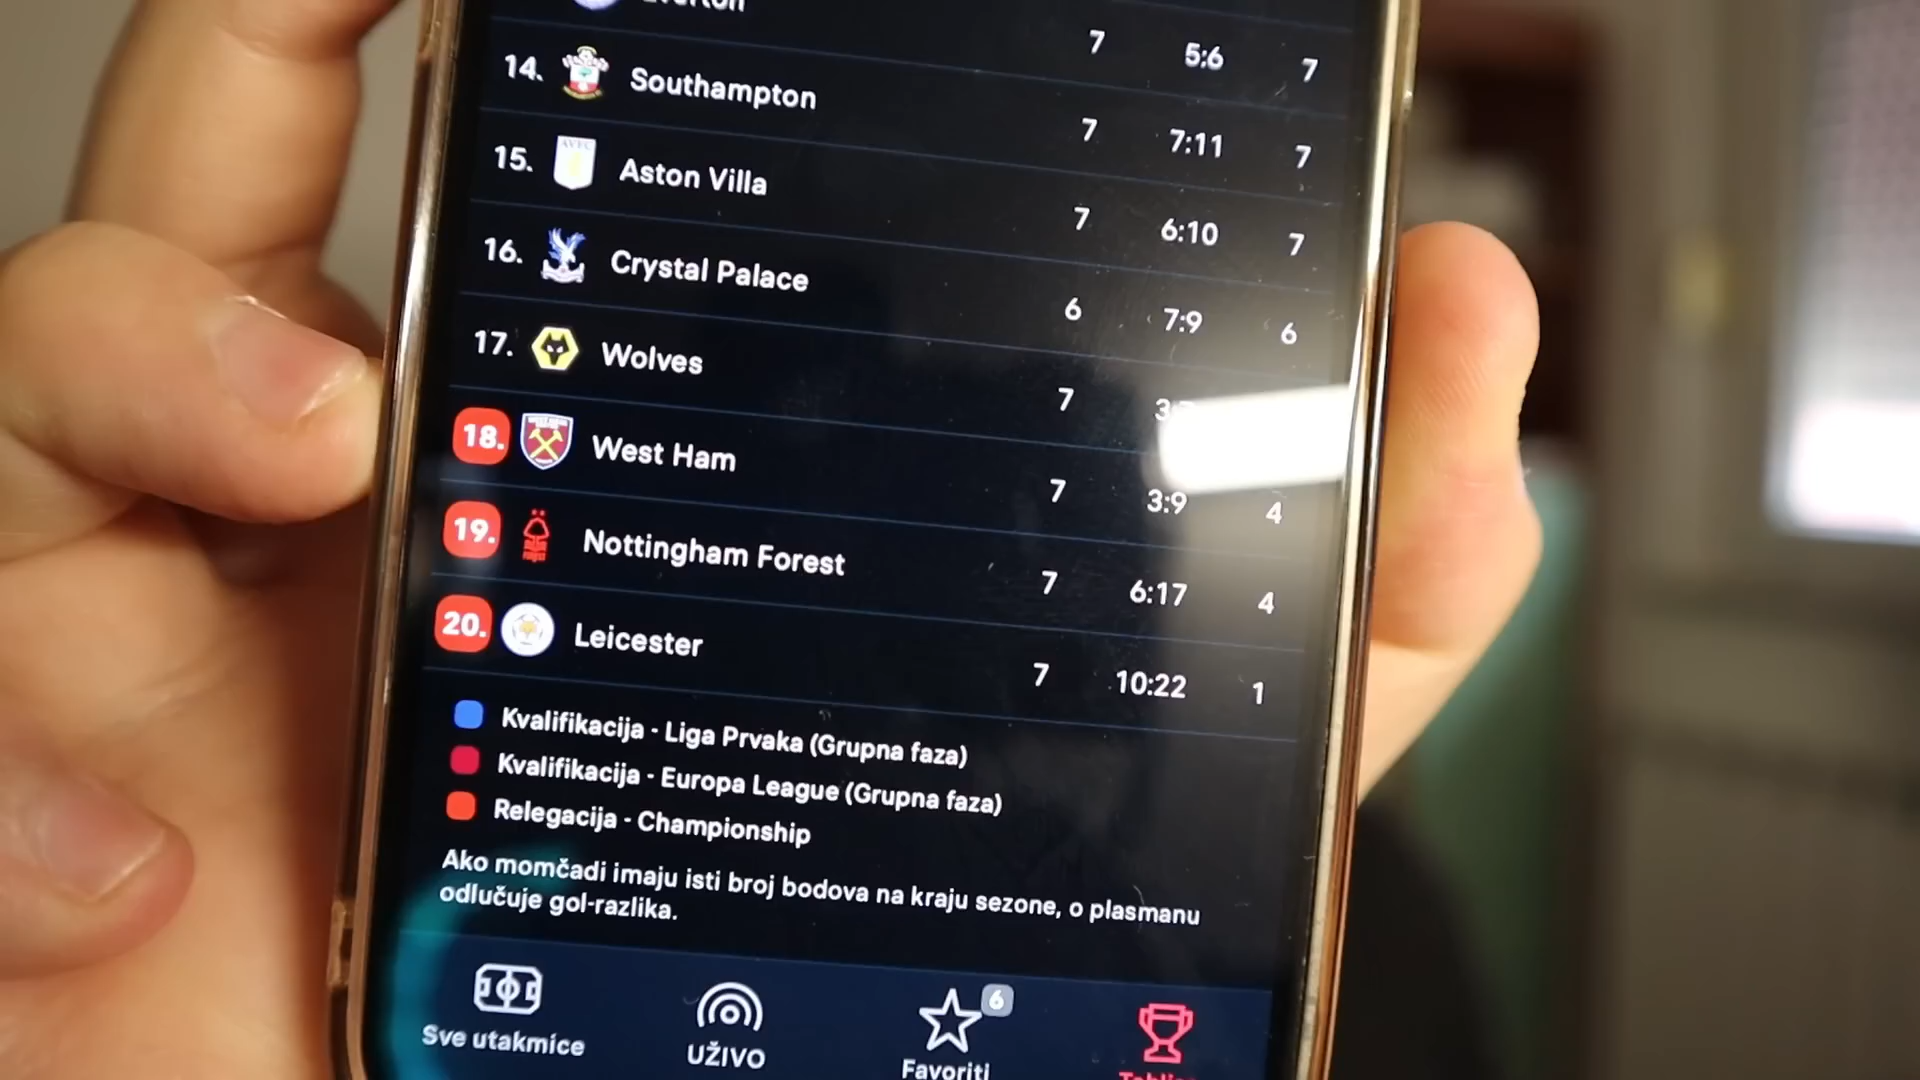 Everton 7 5:6 7
14. Southampton 7 7:11 7
15. Aston Villa 7 6:10 7
16. Crystal Palace 6 7:9 6
17. Wolves 7
18. West Ham 7 3:9 4
19. Nottingham Forest 7 6:17 4
20. Leicester 7 10:22 1
Kvalifikacija - Liga Prvaka (Grupna faza)
Kvalifikacija - Europa League (Grupna faza)
Relegacija - Championship
Ako momčadi imaju isti broj bodova na kraju sezone, o plasmanu
odlučuje gol-razlika.
6
Sve utakmice UŽIVO Favoriti